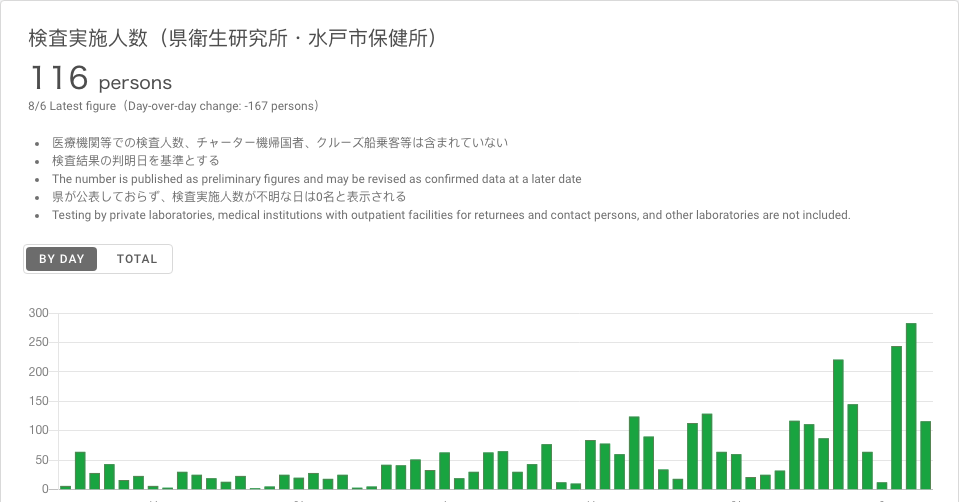 検査実施人数（県衛生研究所・水戸市保健所）
116 persons
8/6 Latest figure（Day-over-day change: -167 persons）
• 医療機関等での検査人数、チャーター機帰国者、クルーズ船乗客等は含まれていない
• 検査結果の判明日を基準とする
• The number is published as preliminary figures and may be revised as confirmed data at a later date
• 県が公表しておらず、検査実施人数が不明な日は0名と表示される
• Testing by private laboratories, medical institutions with outpatient facilities for returnees and contact persons, and other laboratories are not included.
BY DAY TOTAL
300
250
200
150
100
50
0